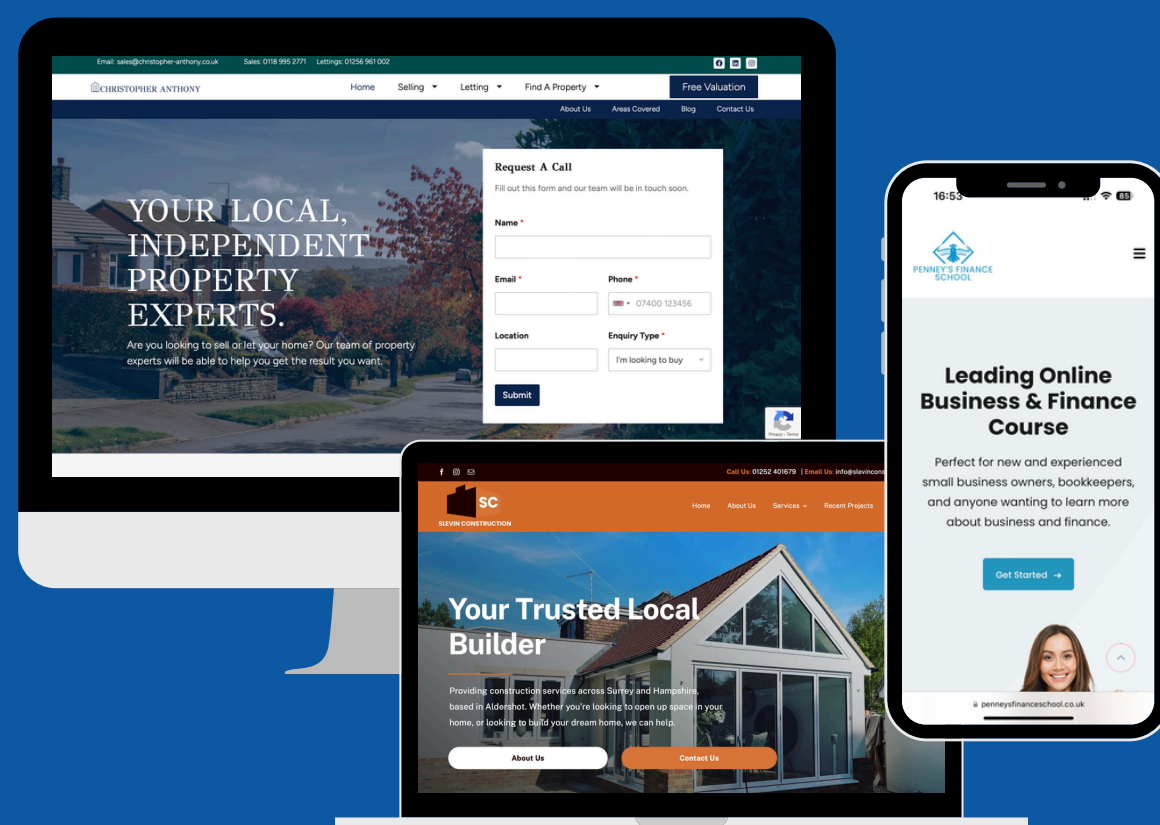 Email: sales@christopher-anthony.co.uk Sales: 0118 995 2771 Lettings: 01256 961 002
CHRISTOPHER ANTHONY Home Selling Letting Find A Property Free Valuation
About Us Areas Covered Blog Contact Us
YOUR LOCAL,
INDEPENDENT
PROPERTY
EXPERTS.
Are you looking to sell or let your home? Our team of property
experts will be able to help you get the result you want.
Request A Call
Fill out this form and our team will be in touch soon.
Name *
Email * Phone *
07400 123456
Location Enquiry Type *
I'm looking to buy
Submit
Privacy - Terms
Call Us: 01252 401679 | Email Us: info@slevincons
SC
SLEVIN CONSTRUCTION
Home About Us Services Recent Projects
Your Trusted Local
Builder
Providing construction services across Surrey and Hampshire,
based in Aldershot. Whether you're looking to open up space in your
home, or looking to build your dream home, we can help.
About Us Contact Us
16:53 85
PENNEY'S FINANCE
SCHOOL
Leading Online
Business & Finance
Course
Perfect for new and experienced
small business owners, bookkeepers,
and anyone wanting to learn more
about business and finance.
Get Started →
penneysfinanceschool.co.uk